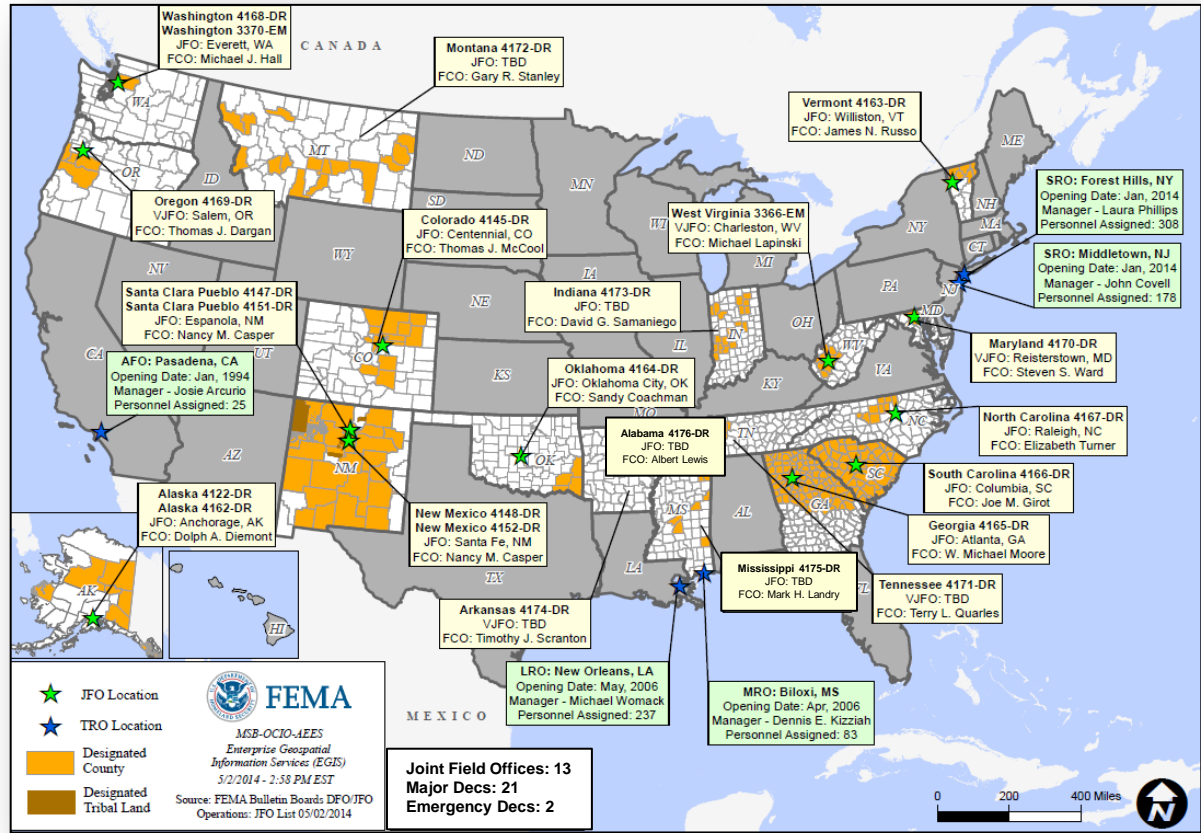 Washington 4168-DR
Washington 3370-EM
JFO: Everett, WA
FCO: Michael J. Hall
CANADA
Montana 4172-DR
JFO: TBD
FCO: Gary R. Stanley
Vermont 4163-DR
JFO: Williston, VT
FCO: James N. Russo
WA
MT
ND
MN
ME
OR
ID
SD
WI
NH
NY
MA
CT
SRO: Forest Hills, NY
Opening Date: Jan, 2014
Manager - Laura Phillips
Personnel Assigned: 308
Oregon 4169-DR
VJFO: Salem, OR
FCO: Thomas J. Dargan
Colorado 4145-DR
JFO: Centennial, CO
FCO: Thomas J. McCool
West Virginia 3366-EM
VJFO: Charleston, WV
FCO: Michael Lapinski
WY
MI
SRO: Middletown, NJ
Opening Date: Jan, 2014
Manager - John Covell
Personnel Assigned: 178
NV
IA
PA
NJ
Santa Clara Pueblo 4147-DR
Santa Clara Pueblo 4151-DR
JFO: Espanola, NM
FCO: Nancy M. Casper
NE
Indiana 4173-DR
JFO: TBD
FCO: David G. Samaniego
IN
OH
MD
CA
UT
CO
IL
WV
VA
Maryland 4170-DR
VJFO: Reisterstown, MD
FCO: Steven S. Ward
AFO: Pasadena, CA
Opening Date: Jan, 1994
Manager - Josie Arcurio
Personnel Assigned: 25
KS
Oklahoma 4164-DR
JFO: Oklahoma City, OK
FCO: Sandy Coachman
MO
KY
North Carolina 4167-DR
JFO: Raleigh, NC
FCO: Elizabeth Turner
AZ
NM
OK
Alabama 4176-DR
JFO: TBD
FCO: Albert Lewis
TN
NC
SC
South Carolina 4166-DR
JFO: Columbia, SC
FCO: Joe M. Girot
Alaska 4122-DR
Alaska 4162-DR
JFO: Anchorage, AK
FCO: Dolph A. Diemont
New Mexico 4148-DR
New Mexico 4152-DR
JFO: Santa Fe, NM
FCO: Nancy M. Casper
MS
AL
GA
Georgia 4165-DR
JFO: Atlanta, GA
FCO: W. Michael Moore
TX
LA
Mississippi 4175-DR
JFO: TBD
FCO: Mark H. Landry
Tennessee 4171-DR
VJFO: TBD
FCO: Terry L. Quarles
FL
AK
HI
Arkansas 4174-DR
VJFO: TBD
FCO: Timothy J. Scranton
LRO: New Orleans, LA
Opening Date: May, 2006
Manager - Michael Womack
Personnel Assigned: 237
MRO: Biloxi, MS
Opening Date: Apr, 2006
Manager - Dennis E. Kizziah
Personnel Assigned: 83
MEXICO
JFO Location
TRO Location
Designated
County
Designated
Tribal Land
FEMA
MSB-OCIO-AEES
Enterprise Geospatial
Information Services (EGIS)
5/2/2014 - 2:58 PM EST
Source: FEMA Bulletin Boards DFO/JFO
Operations: JFO List 05/02/2014
Joint Field Offices: 13
Major Decs: 21
Emergency Decs: 2
0 200 400 Miles
N